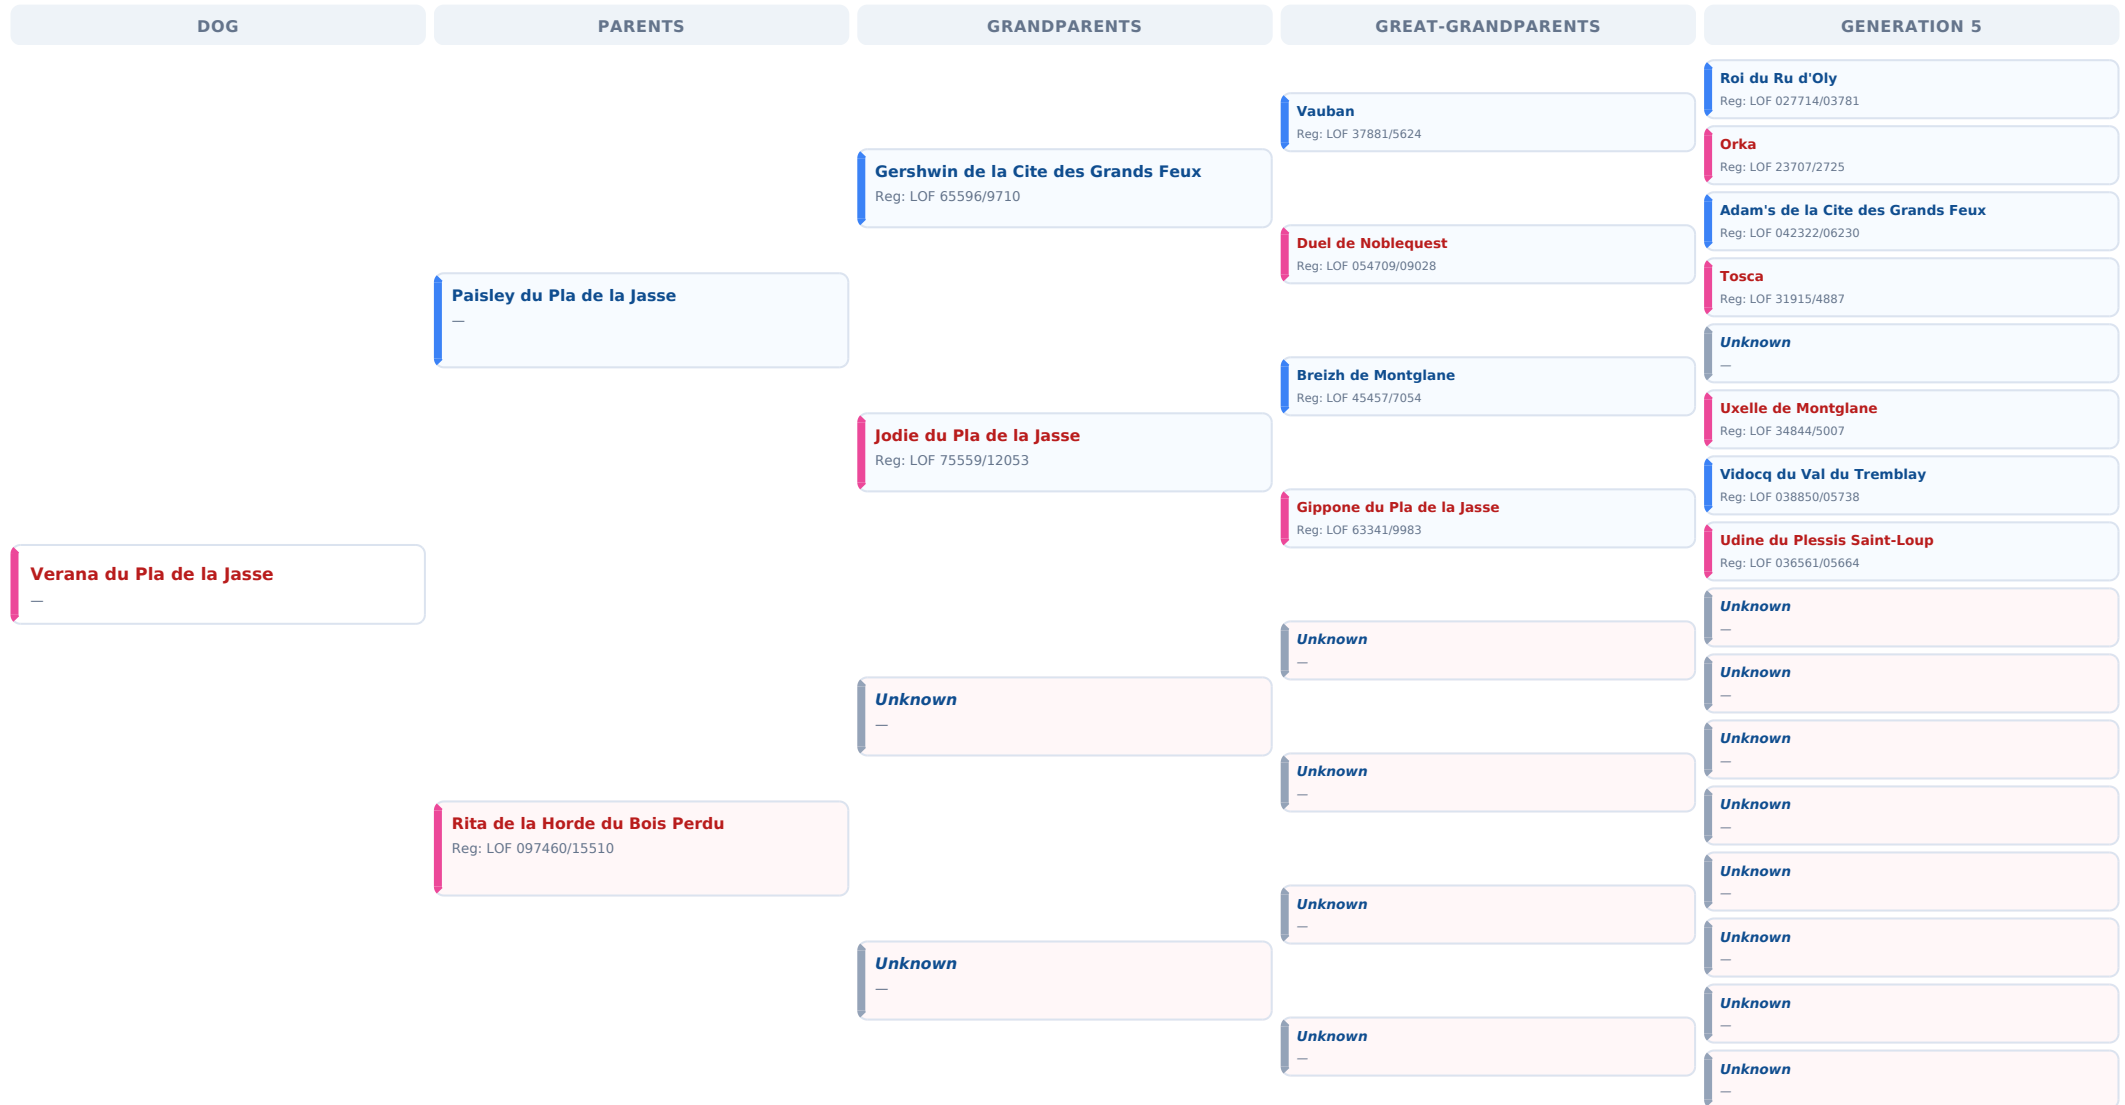 DOG
PARENTS
GRANDPARENTS
GREAT-GRANDPARENTS
GENERATION 5
Verana du Pla de la Jasse
—
Paisley du Pla de la Jasse
—
Rita de la Horde du Bois Perdu
Reg: LOF 097460/15510
Gershwin de la Cite des Grands Feux
Reg: LOF 65596/9710
Jodie du Pla de la Jasse
Reg: LOF 75559/12053
Unknown
—
Unknown
—
Vauban
Reg: LOF 37881/5624
Duel de Noblequest
Reg: LOF 054709/09028
Breizh de Montglane
Reg: LOF 45457/7054
Gippone du Pla de la Jasse
Reg: LOF 63341/9983
Unknown
—
Unknown
—
Unknown
—
Unknown
—
Roi du Ru d'Oly
Reg: LOF 027714/03781
Orka
Reg: LOF 23707/2725
Adam's de la Cite des Grands Feux
Reg: LOF 042322/06230
Tosca
Reg: LOF 31915/4887
Unknown
—
Uxelle de Montglane
Reg: LOF 34844/5007
Vidocq du Val du Tremblay
Reg: LOF 038850/05738
Udine du Plessis Saint-Loup
Reg: LOF 036561/05664
Unknown
—
Unknown
—
Unknown
—
Unknown
—
Unknown
—
Unknown
—
Unknown
—
Unknown
—